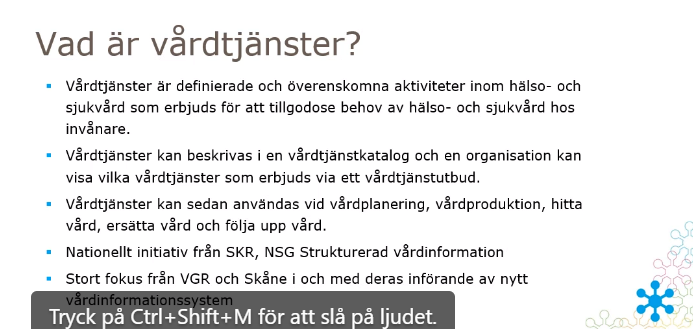 Vad är vårdtjänster?
Vårdtjänster är definierade och överenskomna aktiviteter inom hälso- och
sjukvård som erbjuds för att tillgodose behov av hälso- och sjukvård hos
invånare.
Vårdtjänster kan beskrivas i en vårdtjänstkatalog och en organisation kan
visa vilka vårdtjänster som erbjuds via ett vårdtjänstutbud.
Vårdtjänster kan sedan användas vid vårdplanering, vårdproduktion, hitta
vård, ersätta vård och följa upp vård.
Nationellt initiativ från SKR, NSG Strukturerad vårdinformation
Stort fokus från VGR och Skåne i och med deras införande av nytt
vårdinformationssystem
Tryck på Ctrl+Shift+M för att slå på ljudet.